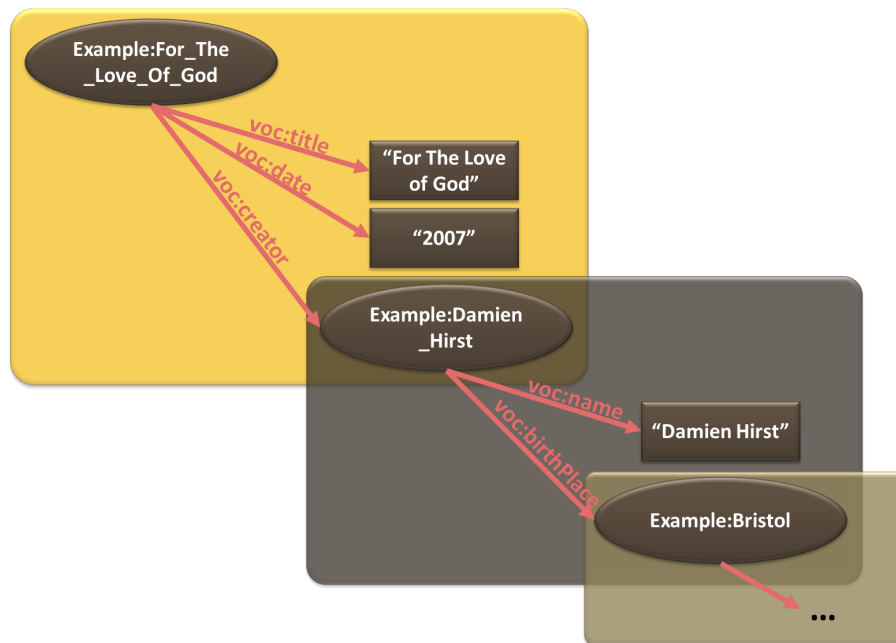 Example:For_The
_Love_Of_God
voc:title
“For The Love
of God”
voc:date
“2007”
voc:creator
Example:Damien
_Hirst
voc:name
“Damien Hirst”
voc:birthPlace
Example:Bristol
...